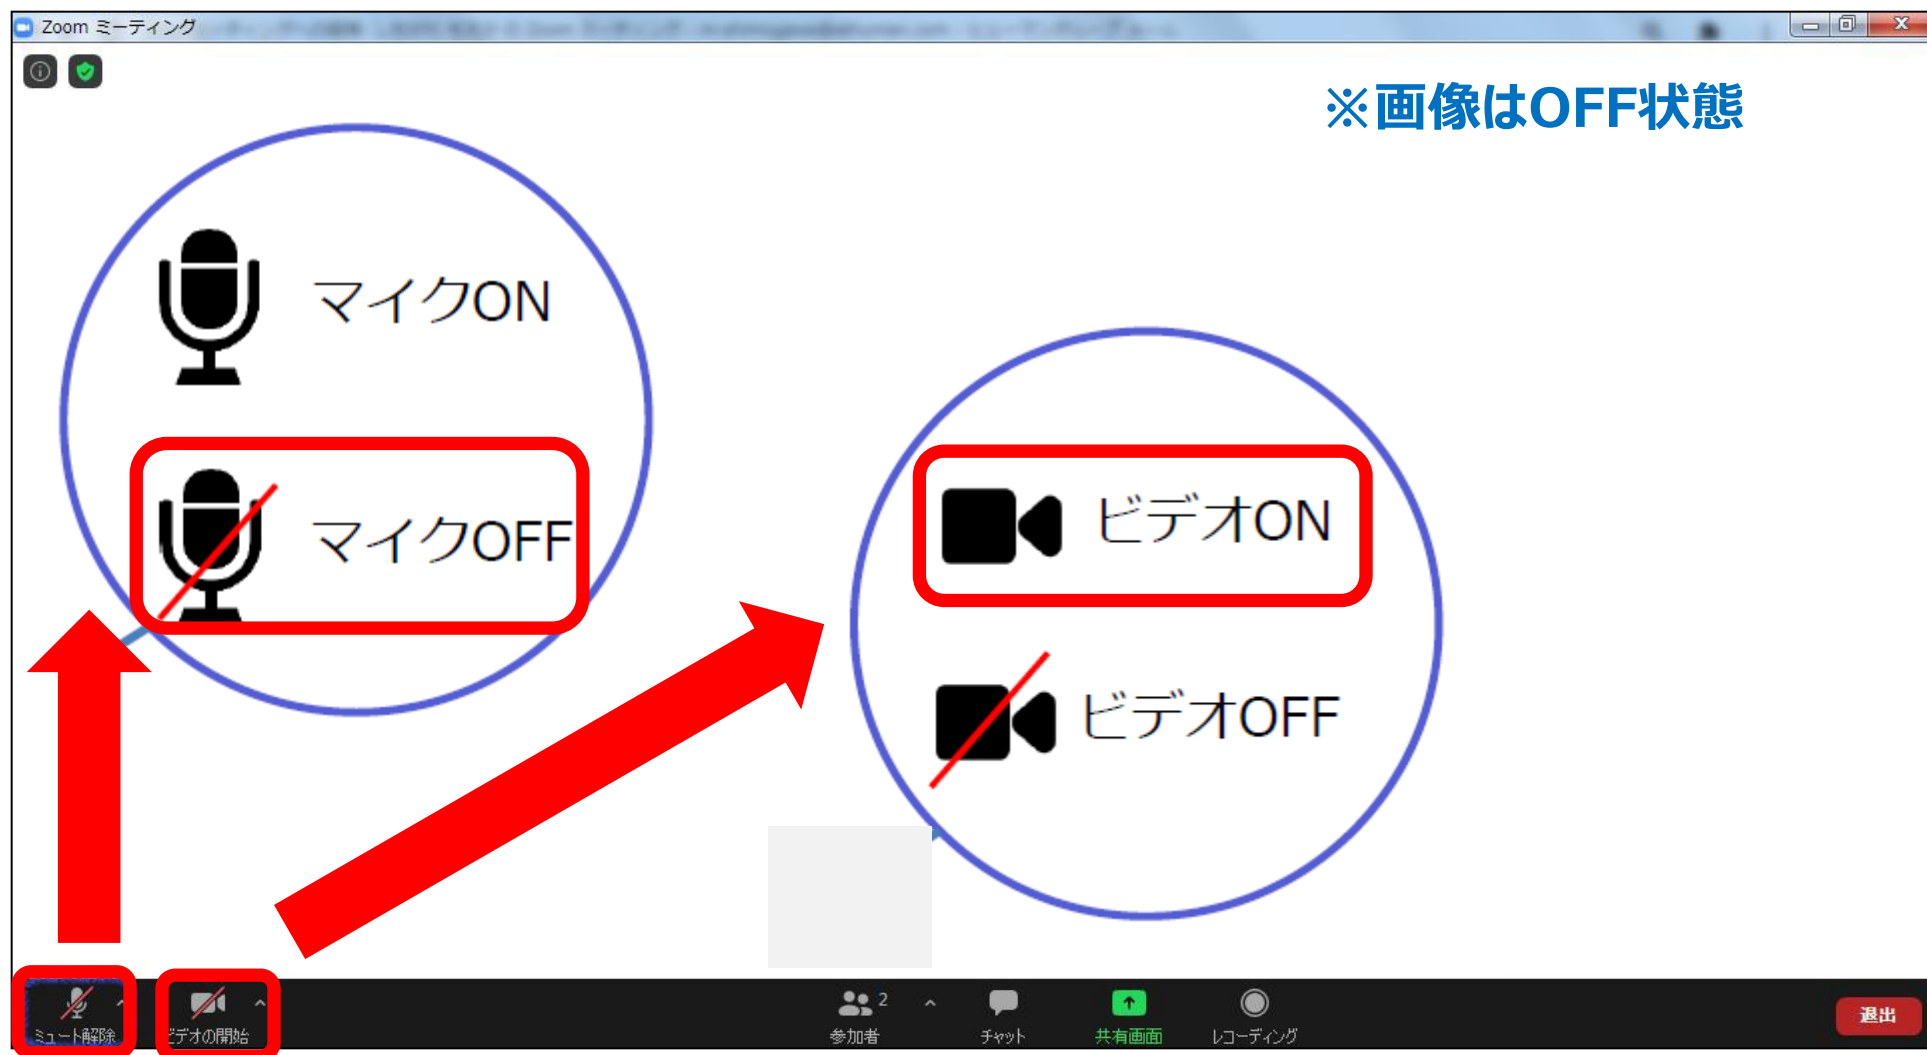 Zoom ミーティング
※画像はOFF状態
マイクON
マイクOFF
ビデオON
ビデオOFF
ミュート解除
ビデオの開始
2
参加者
チャット
共有画面
レコーディング
退出